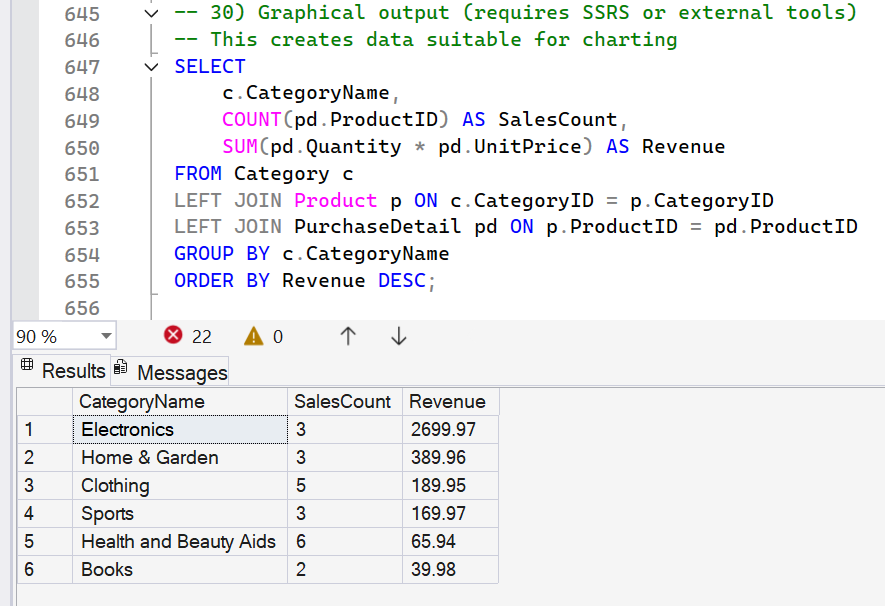 645 -- 30) Graphical output (requires SSRS or external tools)
646 -- This creates data suitable for charting
647 SELECT
648 c.CategoryName,
649 COUNT(pd.ProductID) AS SalesCount,
650 SUM(pd.Quantity * pd.UnitPrice) AS Revenue
651 FROM Category c
652 LEFT JOIN Product p ON c.CategoryID = p.CategoryID
653 LEFT JOIN PurchaseDetail pd ON p.ProductID = pd.ProductID
654 GROUP BY c.CategoryName
655 ORDER BY Revenue DESC;
656
90 % 22 0
Results Messages
CategoryName SalesCount Revenue
1 Electronics 3 2699.97
2 Home & Garden 3 389.96
3 Clothing 5 189.95
4 Sports 3 169.97
5 Health and Beauty Aids 6 65.94
6 Books 2 39.98